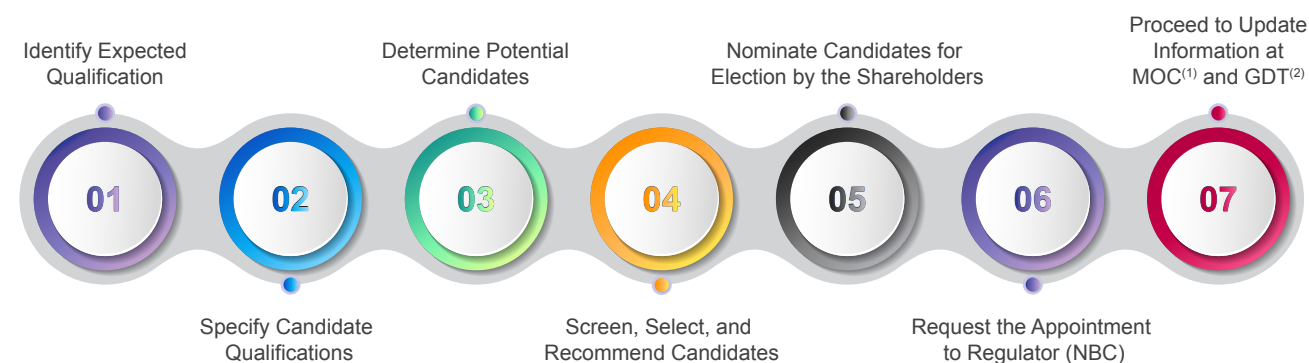 Identify Expected
Qualification
01
02
Specify Candidate
Qualifications
Determine Potential
Candidates
03
04
Screen, Select, and
Recommend Candidates
Nominate Candidates for
Election by the Shareholders
05
06
Request the Appointment
to Regulator (NBC)
Proceed to Update
Information at
MOC(1) and GDT(2)
07